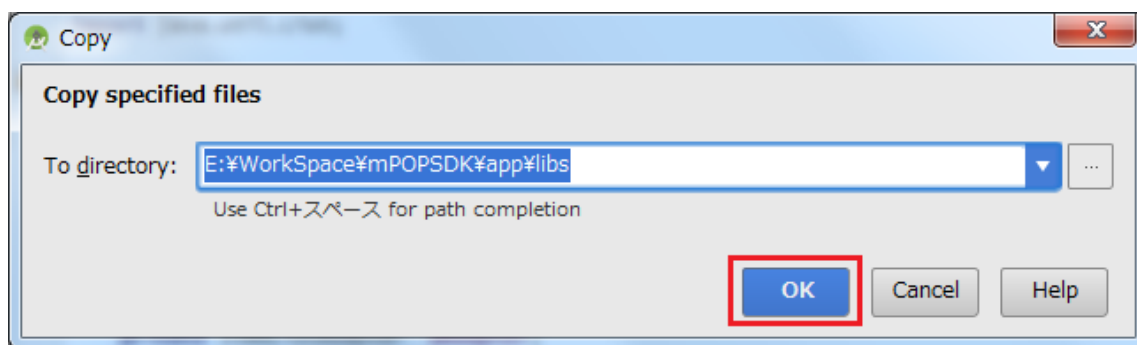 Copy
Copy specified files
To directory: E:¥WorkSpace¥mPOPSDK¥app¥libs ...
Use Ctrl+スペース for path completion
OK Cancel Help